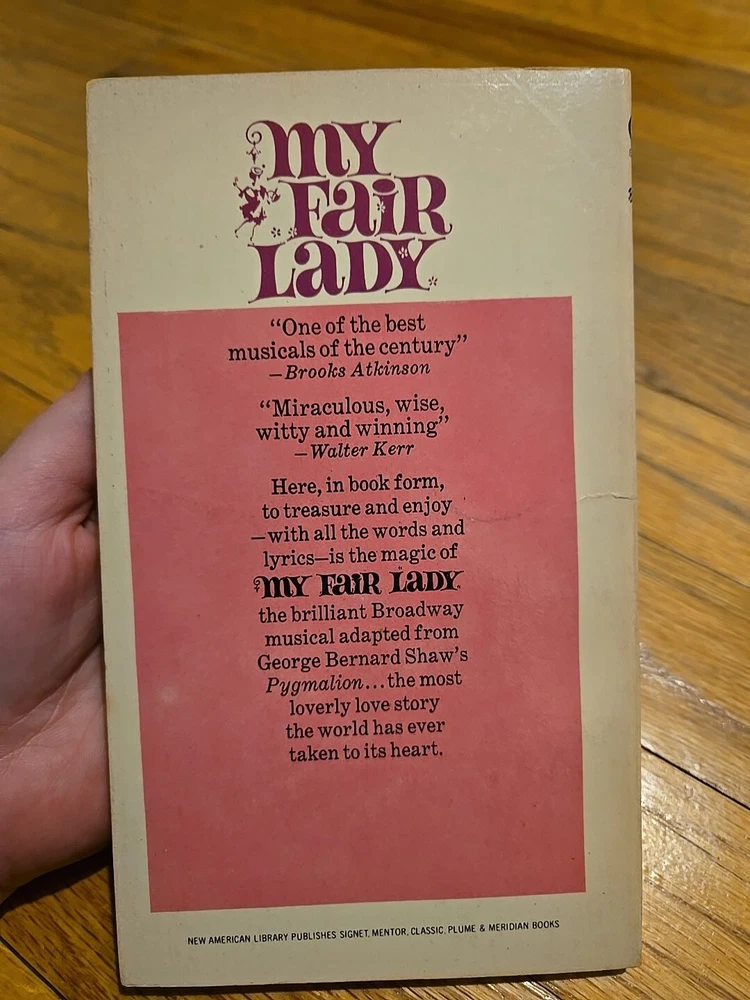 MY
FAIR
LADY
“One of the best
musicals of the century”
—Brooks Atkinson
“Miraculous, wise,
witty and winning”
—Walter Kerr
Here, in book form,
to treasure and enjoy
—with all the words and
lyrics—is the magic of
MY FAIR LADY
the brilliant Broadway
musical adapted from
George Bernard Shaw’s
Pygmalion...the most
loverly love story
the world has ever
taken to its heart.
NEW AMERICAN LIBRARY PUBLISHES SIGNET, MENTOR, CLASSIC, PLUME & MERIDIAN BOOKS